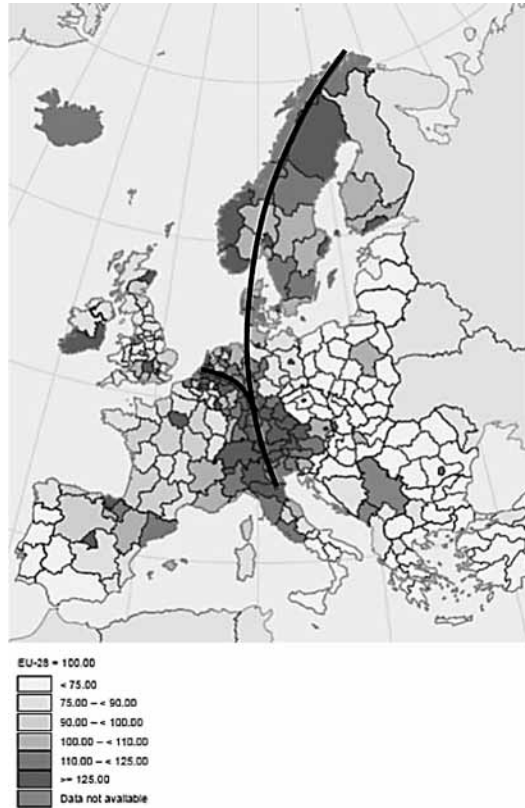 EU-28 = 100.00
< 75.00
75.00 – < 90.00
90.00 – < 100.00
100.00 – < 110.00
110.00 – < 125.00
>= 125.00
Data not available